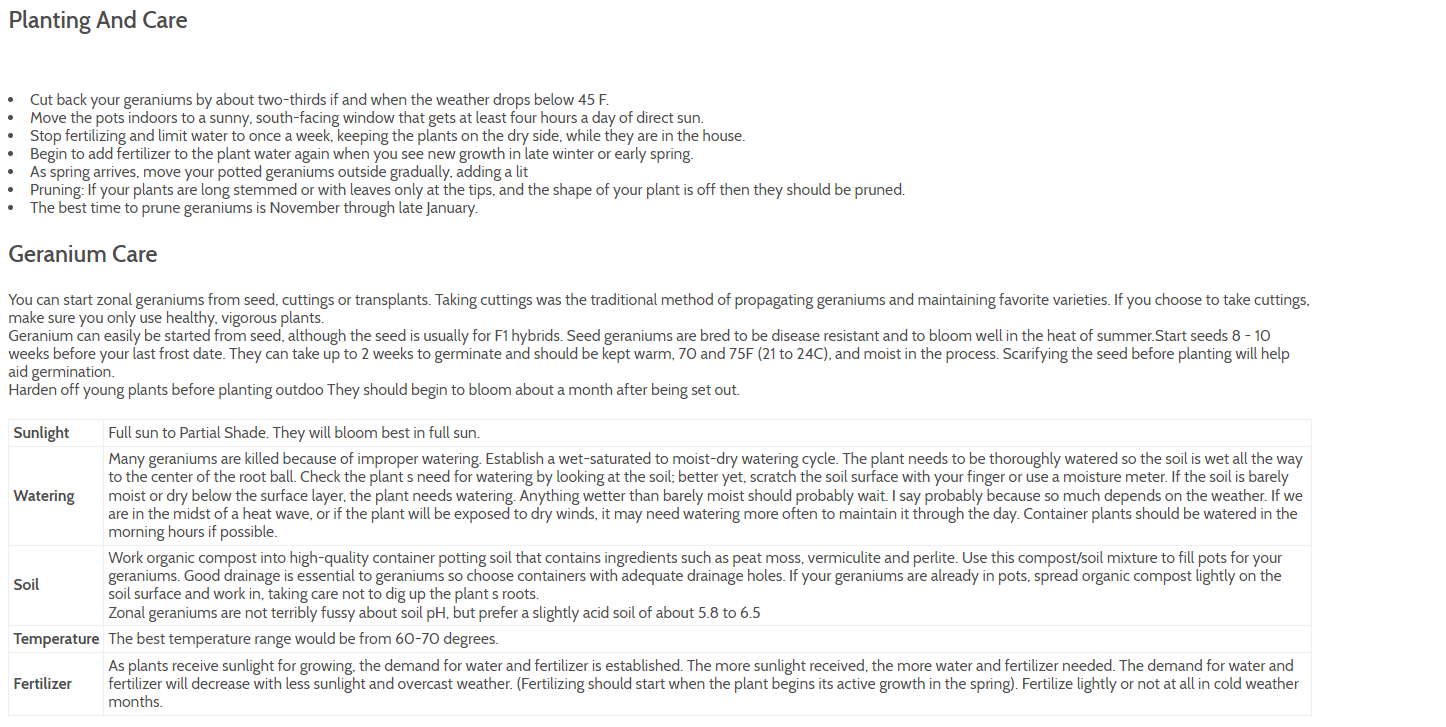 Planting And Care
• Cut back your geraniums by about two-thirds if and when the weather drops below 45 F.
• Move the pots indoors to a sunny, south-facing window that gets at least four hours a day of direct sun.
• Stop fertilizing and limit water to once a week, keeping the plants on the dry side, while they are in the house.
• Begin to add fertilizer to the plant water again when you see new growth in late winter or early spring.
• As spring arrives, move your potted geraniums outside gradually, adding a lit
• Pruning: If your plants are long stemmed or with leaves only at the tips, and the shape of your plant is off then they should be pruned.
• The best time to prune geraniums is November through late January.
Geranium Care
You can start zonal geraniums from seed, cuttings or transplants. Taking cuttings was the traditional method of propagating geraniums and maintaining favorite varieties. If you choose to take cuttings,
make sure you only use healthy, vigorous plants.
Geranium can easily be started from seed, although the seed is usually for F1 hybrids. Seed geraniums are bred to be disease resistant and to bloom well in the heat of summer.Start seeds 8 - 10
weeks before your last frost date. They can take up to 2 weeks to germinate and should be kept warm, 70 and 75F (21 to 24C), and moist in the process. Scarifying the seed before planting will help
aid germination.
Harden off young plants before planting outdoo They should begin to bloom about a month after being set out.
Sunlight Full sun to Partial Shade. They will bloom best in full sun.
Watering Many geraniums are killed because of improper watering. Establish a wet-saturated to moist-dry watering cycle. The plant needs to be thoroughly watered so the soil is wet all the way
to the center of the root ball. Check the plant s need for watering by looking at the soil; better yet, scratch the soil surface with your finger or use a moisture meter. If the soil is barely
moist or dry below the surface layer, the plant needs watering. Anything wetter than barely moist should probably wait. I say probably because so much depends on the weather. If we
are in the midst of a heat wave, or if the plant will be exposed to dry winds, it may need watering more often to maintain it through the day. Container plants should be watered in the
morning hours if possible.
Soil Work organic compost into high-quality container potting soil that contains ingredients such as peat moss, vermiculite and perlite. Use this compost/soil mixture to fill pots for your
geraniums. Good drainage is essential to geraniums so choose containers with adequate drainage holes. If your geraniums are already in pots, spread organic compost lightly on the
soil surface and work in, taking care not to dig up the plant s roots.
Zonal geraniums are not terribly fussy about soil pH, but prefer a slightly acid soil of about 5.8 to 6.5
Temperature The best temperature range would be from 60-70 degrees.
Fertilizer As plants receive sunlight for growing, the demand for water and fertilizer is established. The more sunlight received, the more water and fertilizer needed. The demand for water and
fertilizer will decrease with less sunlight and overcast weather. (Fertilizing should start when the plant begins its active growth in the spring). Fertilize lightly or not at all in cold weather
months.